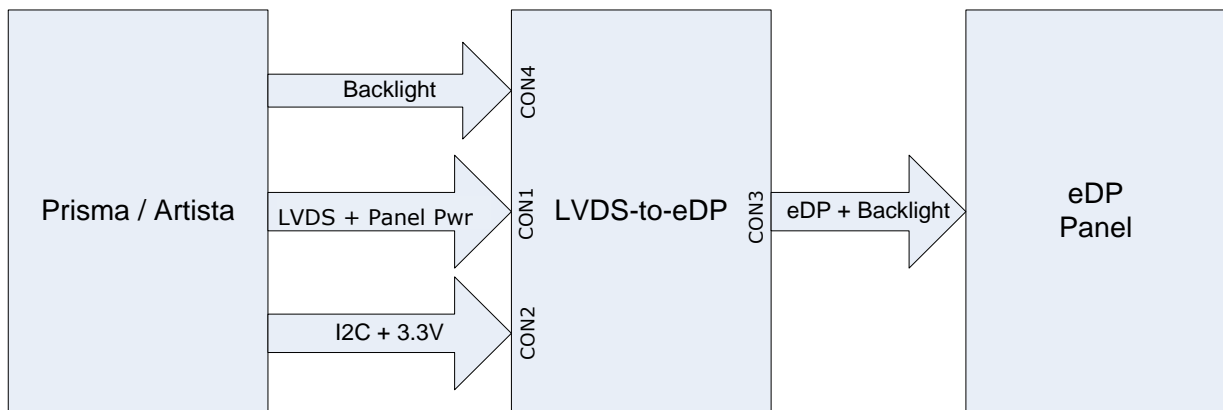 Prisma / Artista
Backlight
CON4
LVDS + Panel Pwr
CON1
I2C + 3.3V
CON2
LVDS-to-eDP
CON3
eDP + Backlight
eDP
Panel